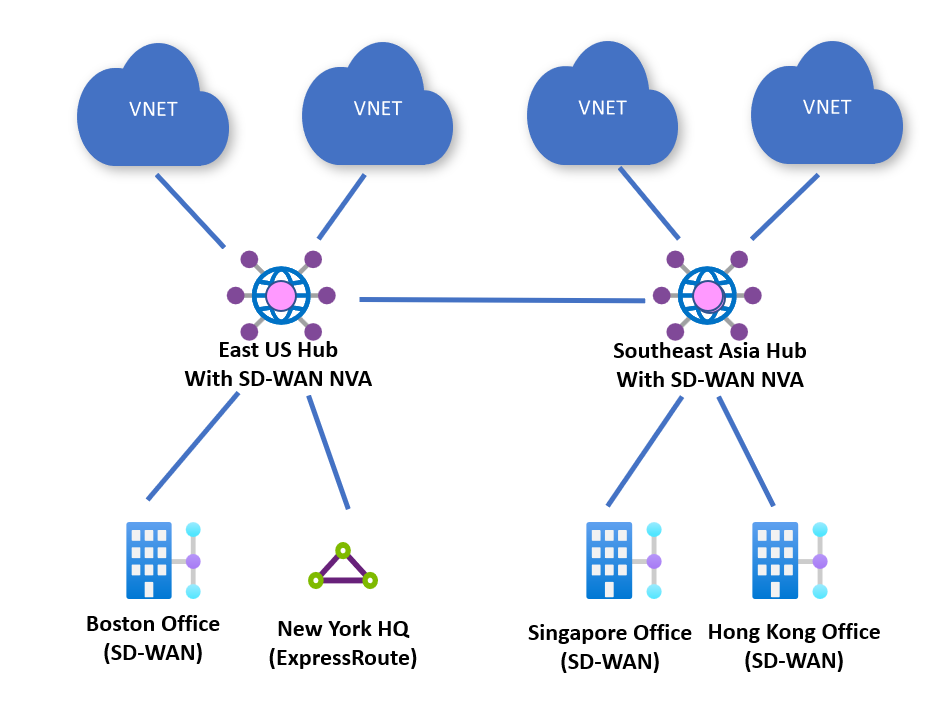 VNET
VNET
VNET
VNET
East US Hub
With SD-WAN NVA
Southeast Asia Hub
With SD-WAN NVA
Boston Office
(SD-WAN)
New York HQ
(ExpressRoute)
Singapore Office
(SD-WAN)
Hong Kong Office
(SD-WAN)